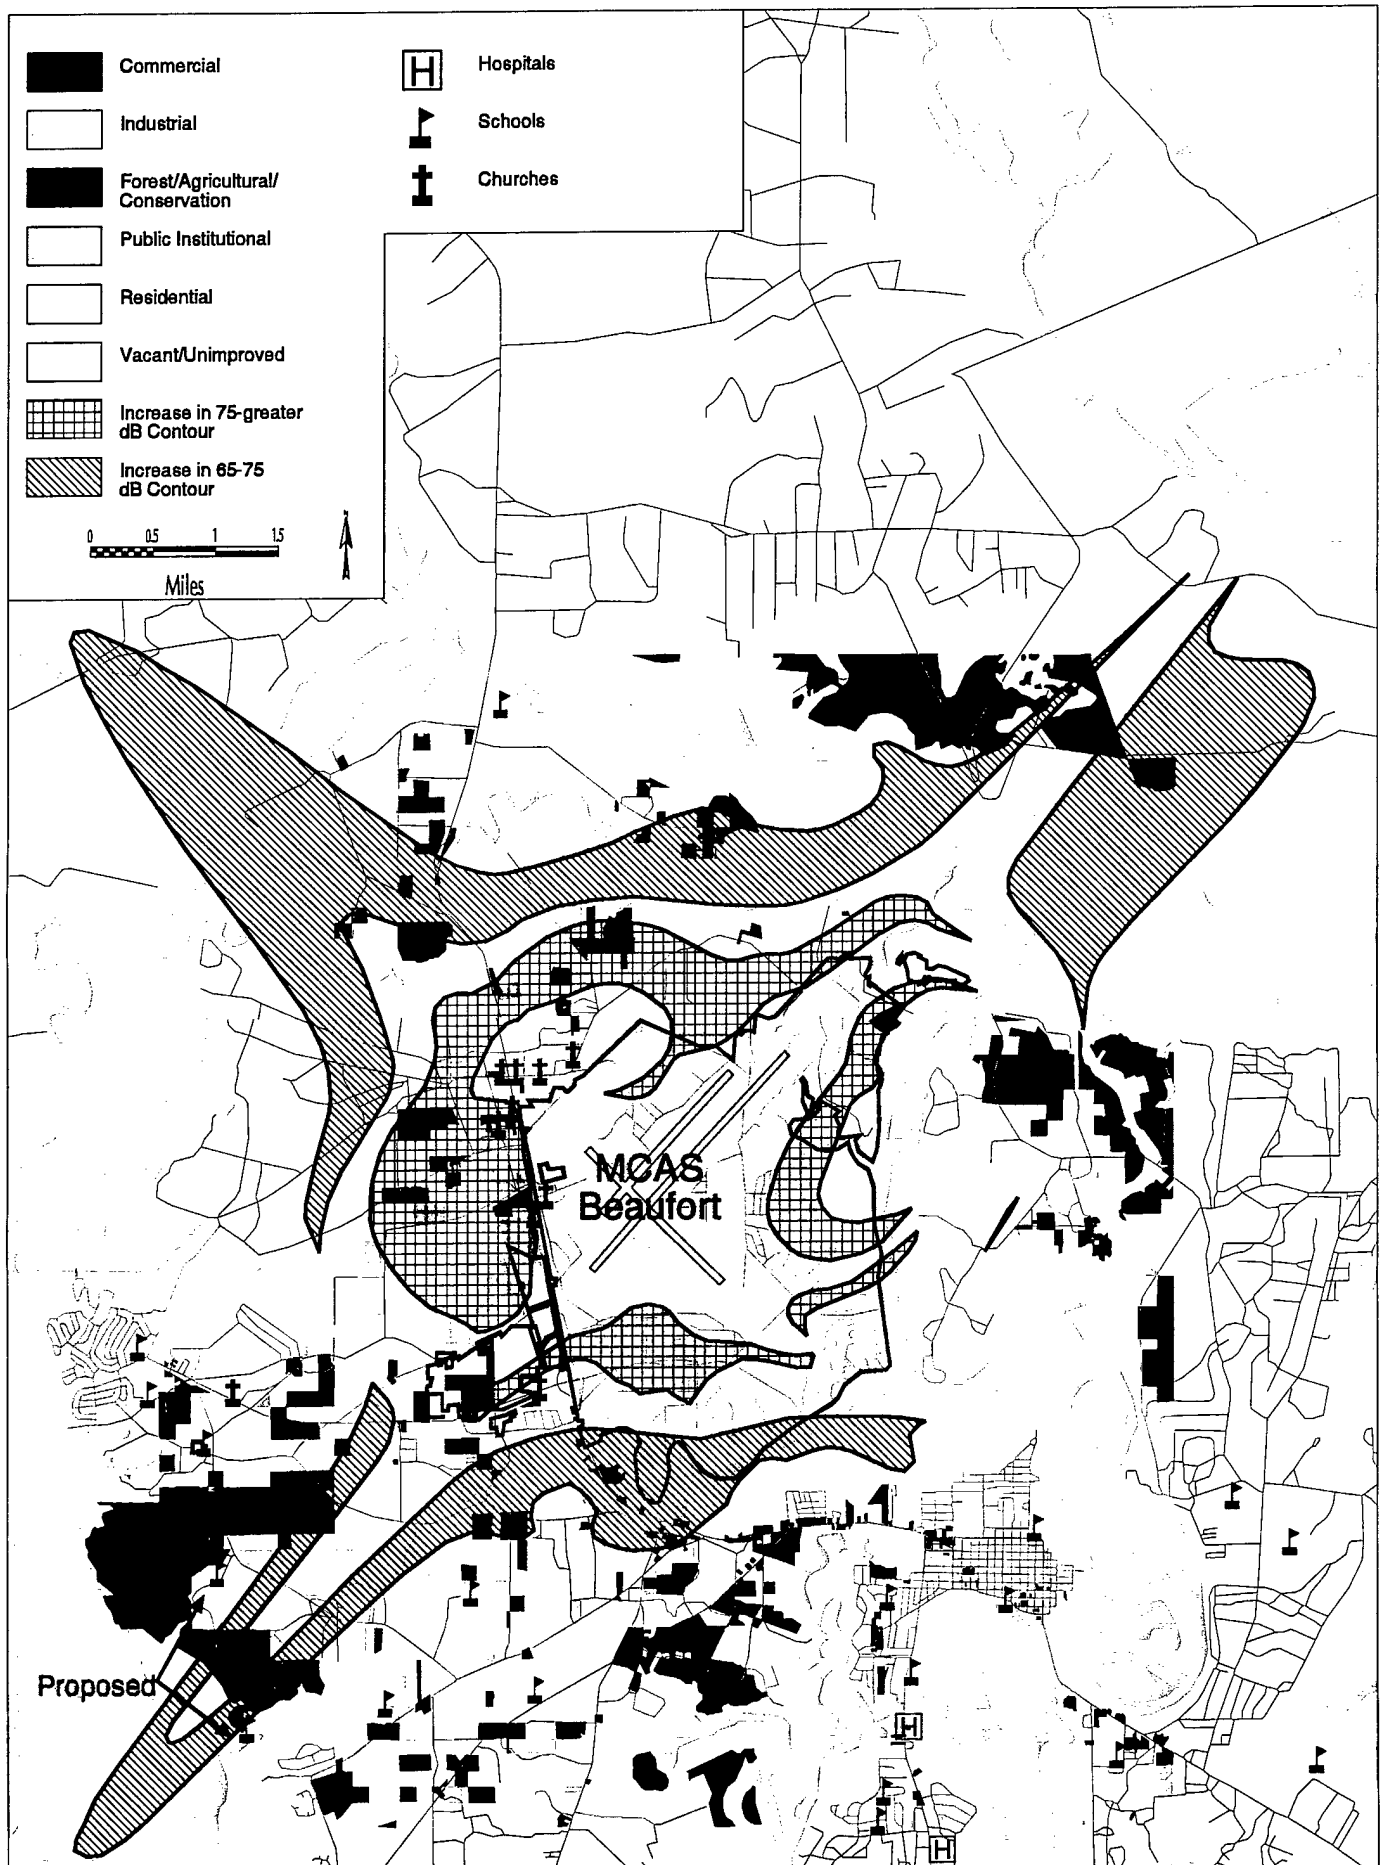 Commercial
Industrial
Forest/Agricultural/
Conservation
Public Institutional
Residential
Vacant/Unimproved
Increase in 75-greater
dB Contour
Increase in 65-75
dB Contour
H Hospitals
Schools
Churches
0 0.5 1 1.5
Miles
MCAS
Beaufort
Proposed
H
H